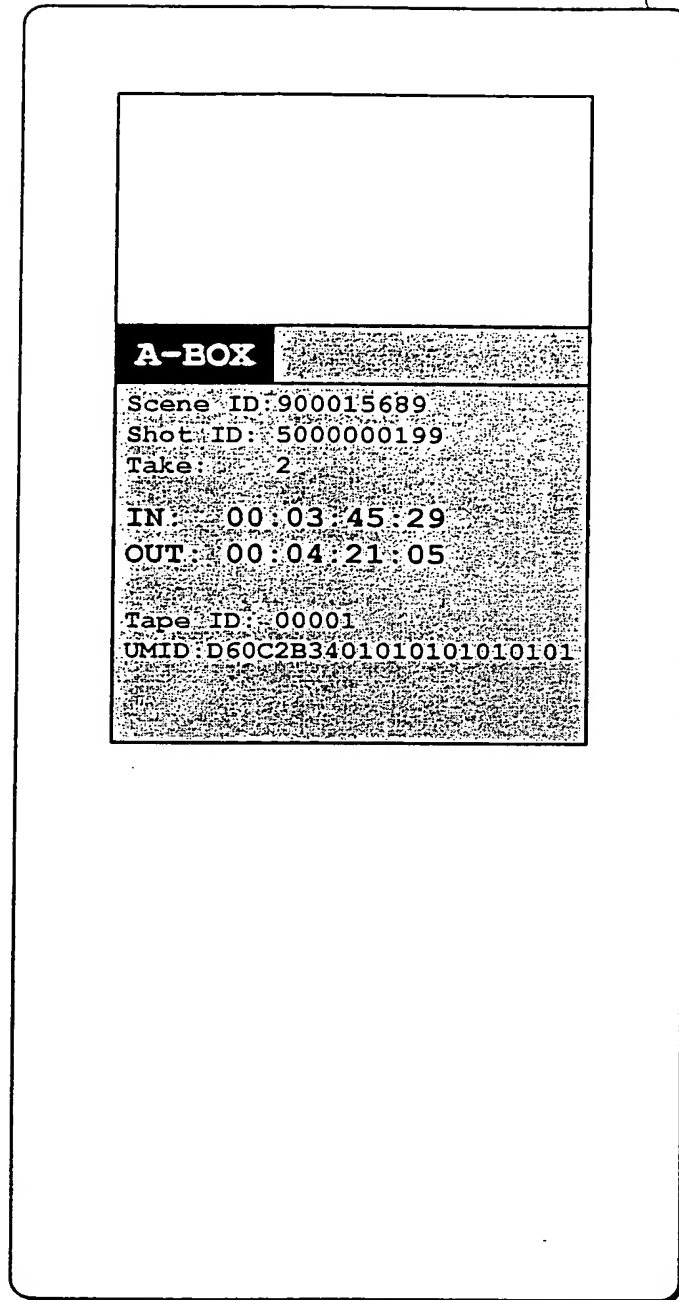 A-BOX
Scene ID:900015689
Shot ID: 5000000199
Take: 2
IN: 00:03:45:29
OUT: 00:04:21:05
Tape ID: 00001
UMID:D60C2B3401010101010101